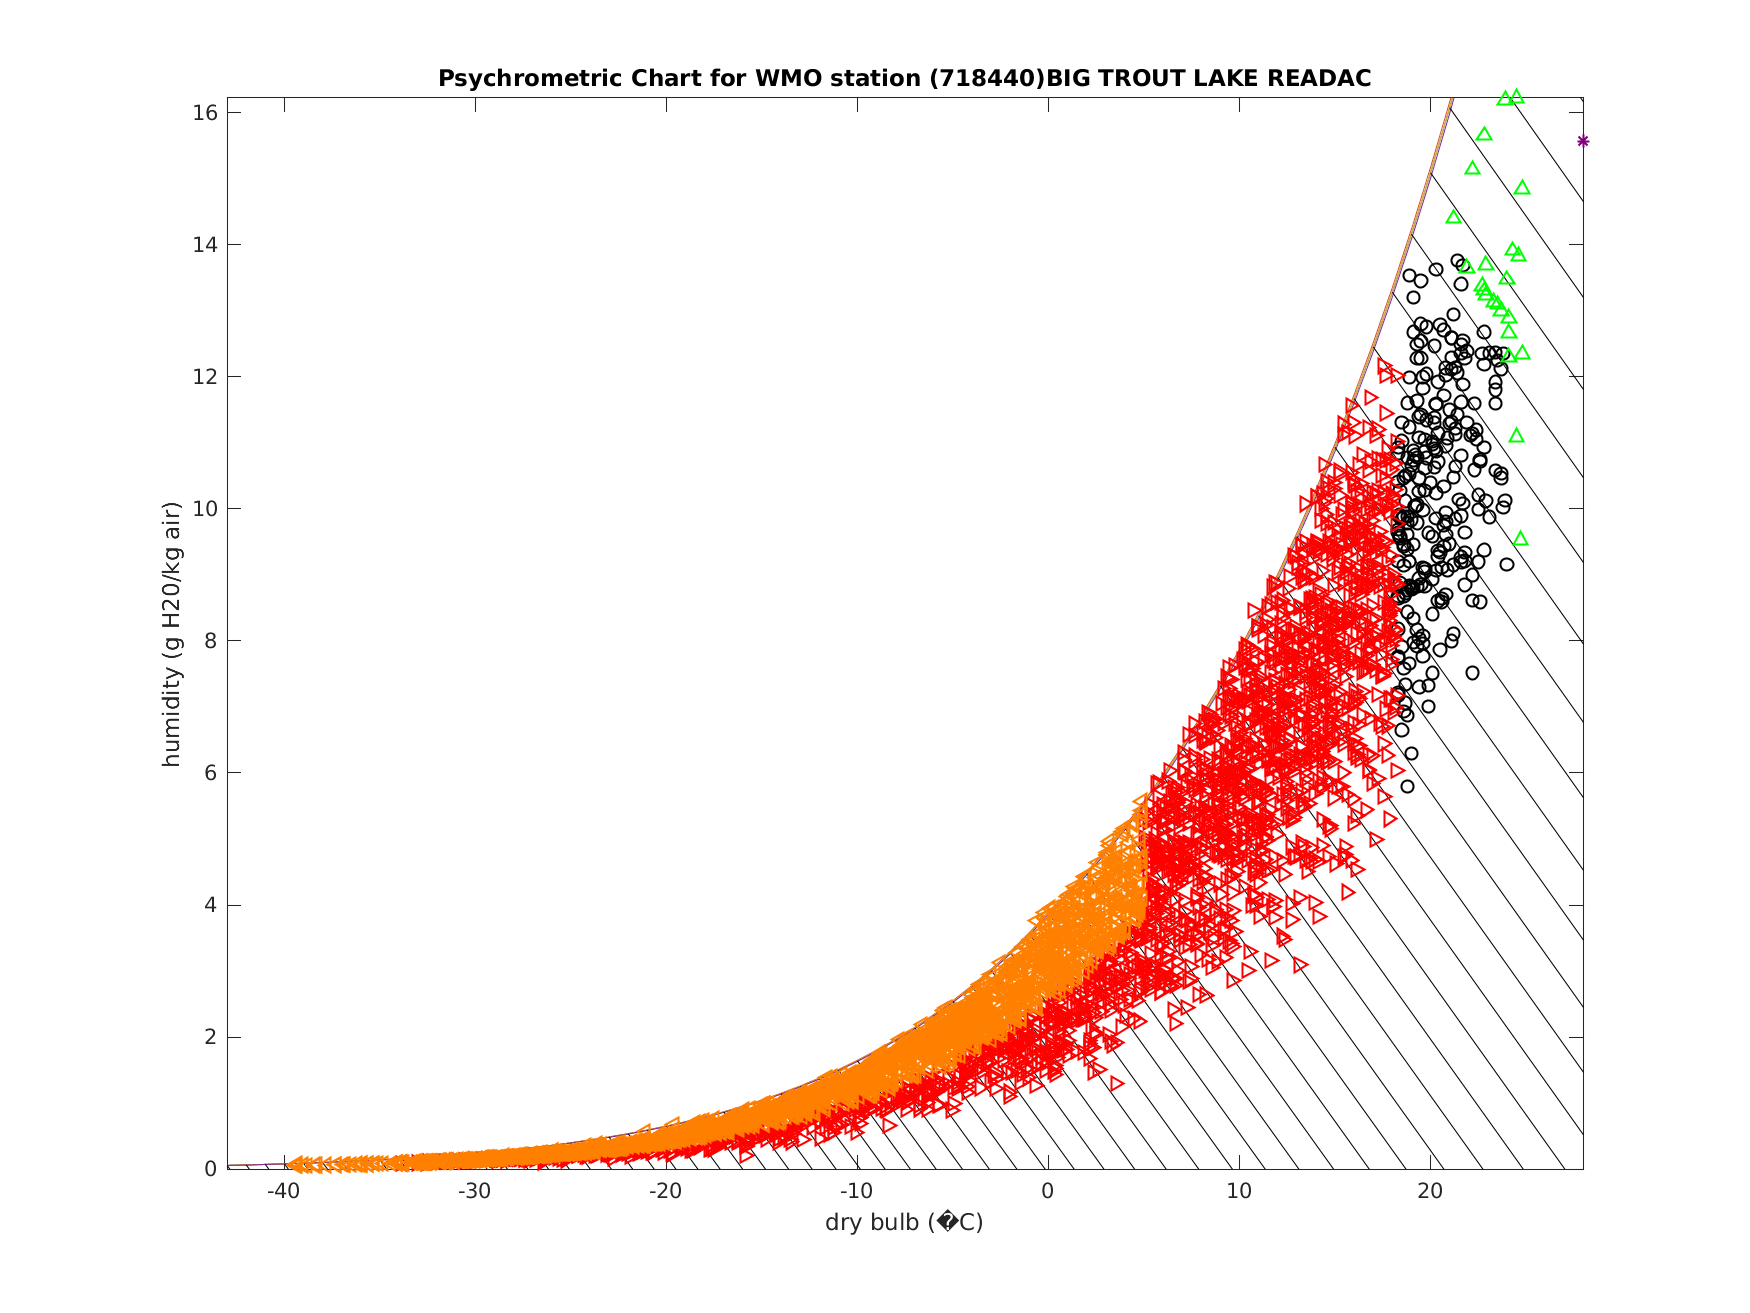 Psychrometric Chart for WMO station (718440)BIG TROUT LAKE READAC
humidity (g H20/kg air)
16
14
12
10
8
6
4
2
0
-40 -30 -20 -10 0 10 20
dry bulb (�C)